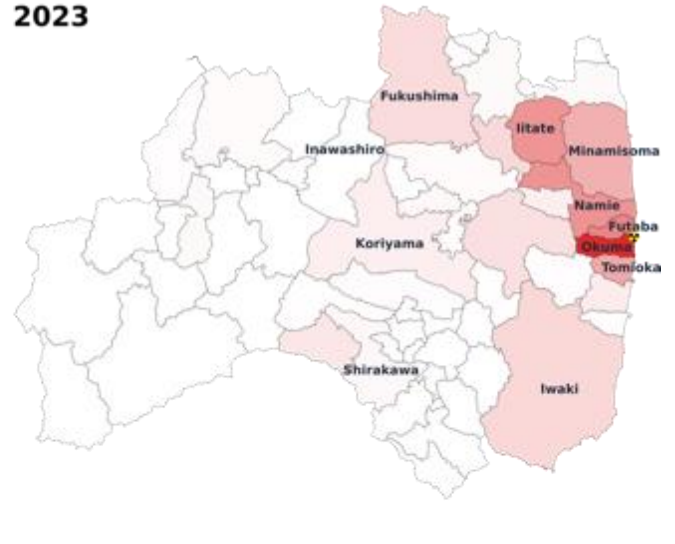 2023
Fukushima
Iitate
Inawashiro
Minamisoma
Namie
Futaba
Koriyama
Okuma
Tomioka
Shirakawa
Iwaki